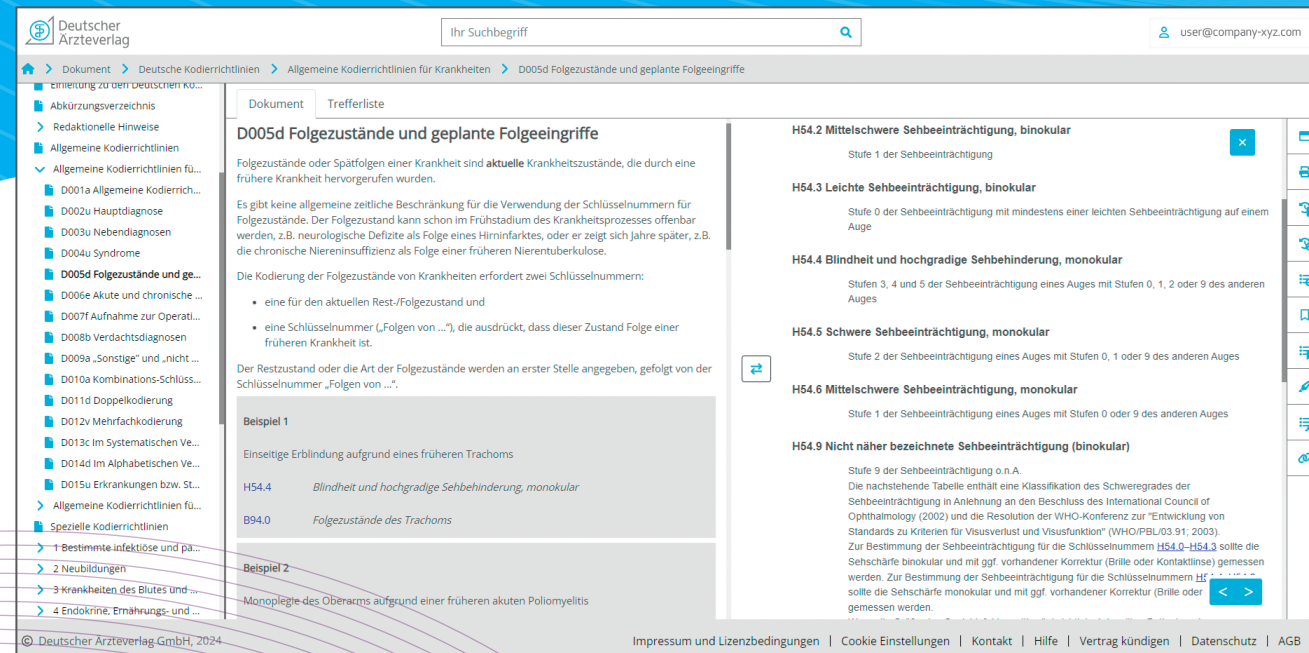 Deutscher
Ärzteverlag
Ihr Suchbegriff
user@company-xyz.com
Dokument
Deutsche Kodierrichtlinien
Allgemeine Kodierrichtlinien für Krankheiten
D005d Folgezustände und geplante Folgeeingriffe
Einleitung zu den Deutschen Ko...
Abkürzungsverzeichnis
Redaktionelle Hinweise
Allgemeine Kodierrichtlinien
Allgemeine Kodierrichtlinien fü...
D001a Allgemeine Kodierrich...
D002u Hauptdiagnose
D003u Nebendiagnosen
D004u Syndrome
D005d Folgezustände und ge...
D006e Akute und chronische ...
D007f Aufnahme zur Operati...
D008b Verdachtsdiagnosen
D009a „Sonstige" und „nicht ...
D010a Kombinations-Schlüss...
D011d Doppelkodierung
D012v Mehrfachkodierung
D013c Im Systematischen Ve...
D014d Im Alphabetischen Ve...
D015u Erkrankungen bzw. St...
Allgemeine Kodierrichtlinien fü...
Spezielle Kodierrichtlinien
1 Bestimmte infektiöse und pa...
2 Neubildungen
3 Krankheiten des Blutes und ...
4 Endokrine, Ernährungs- und ...
Dokument
Trefferliste
D005d Folgezustände und geplante Folgeeingriffe
Folgezustände oder Spätfolgen einer Krankheit sind aktuelle Krankheitszustände, die durch eine
frühere Krankheit hervorgerufen wurden.
Es gibt keine allgemeine zeitliche Beschränkung für die Verwendung der Schlüsselnummern für
Folgezustände. Der Folgezustand kann schon im Frühstadium des Krankheitsprozesses offenbar
werden, z.B. neurologische Defizite als Folge eines Hirninfarktes, oder er zeigt sich Jahre später, z.B.
die chronische Niereninsuffizienz als Folge einer früheren Nierentuberkulose.
Die Kodierung der Folgezustände von Krankheiten erfordert zwei Schlüsselnummern:
• eine für den aktuellen Rest-/Folgezustand und
• eine Schlüsselnummer („Folgen von ..."), die ausdrückt, dass dieser Zustand Folge einer
früheren Krankheit ist.
Der Restzustand oder die Art der Folgezustände werden an erster Stelle angegeben, gefolgt von der
Schlüsselnummer „Folgen von ...".
Beispiel 1
Einseitige Erblindung aufgrund eines früheren Trachoms
H54.4 Blindheit und hochgradige Sehbehinderung, monokular
B94.0 Folgezustände des Trachoms
Beispiel 2
Monoplegie des Oberarms aufgrund einer früheren akuten Poliomyelitis
H54.2 Mittelschwere Sehbeeinträchtigung, binokular
Stufe 1 der Sehbeeinträchtigung
H54.3 Leichte Sehbeeinträchtigung, binokular
Stufe 0 der Sehbeeinträchtigung mit mindestens einer leichten Sehbeeinträchtigung auf einem
Auge
H54.4 Blindheit und hochgradige Sehbehinderung, monokular
Stufen 3, 4 und 5 der Sehbeeinträchtigung eines Auges mit Stufen 0, 1, 2 oder 9 des anderen
Auges
H54.5 Schwere Sehbeeinträchtigung, monokular
Stufe 2 der Sehbeeinträchtigung eines Auges mit Stufen 0, 1 oder 9 des anderen Auges
H54.6 Mittelschwere Sehbeeinträchtigung, monokular
Stufe 1 der Sehbeeinträchtigung eines Auges mit Stufen 0 oder 9 des anderen Auges
H54.9 Nicht näher bezeichnete Sehbeeinträchtigung (binokular)
Stufe 9 der Sehbeeinträchtigung o.n.A.
Die nachstehende Tabelle enthält eine Klassifikation des Schweregrades der
Sehbeeinträchtigung in Anlehnung an den Beschluss des International Council of
Ophthalmology (2002) und die Resolution der WHO-Konferenz zur "Entwicklung von
Standards zu Kriterien für Visusverlust und Visusfunktion" (WHO/PBL/03.91; 2003).
Zur Bestimmung der Sehbeeinträchtigung für die Schlüsselnummern H54.0–H54.3 sollte die
Sehschärfe binokular und mit ggf. vorhandener Korrektur (Brille oder Kontaktlinse) gemessen
werden. Zur Bestimmung der Sehbeeinträchtigung für die Schlüsselnummern
sollte die Sehschärfe monokular und mit ggf. vorhandener Korrektur (Brille oder
gemessen werden.
© Deutscher Ärzteverlag GmbH, 2024
Impressum und Lizenzbedingungen | Cookie Einstellungen | Kontakt | Hilfe | Vertrag kündigen | Datenschutz | AGB